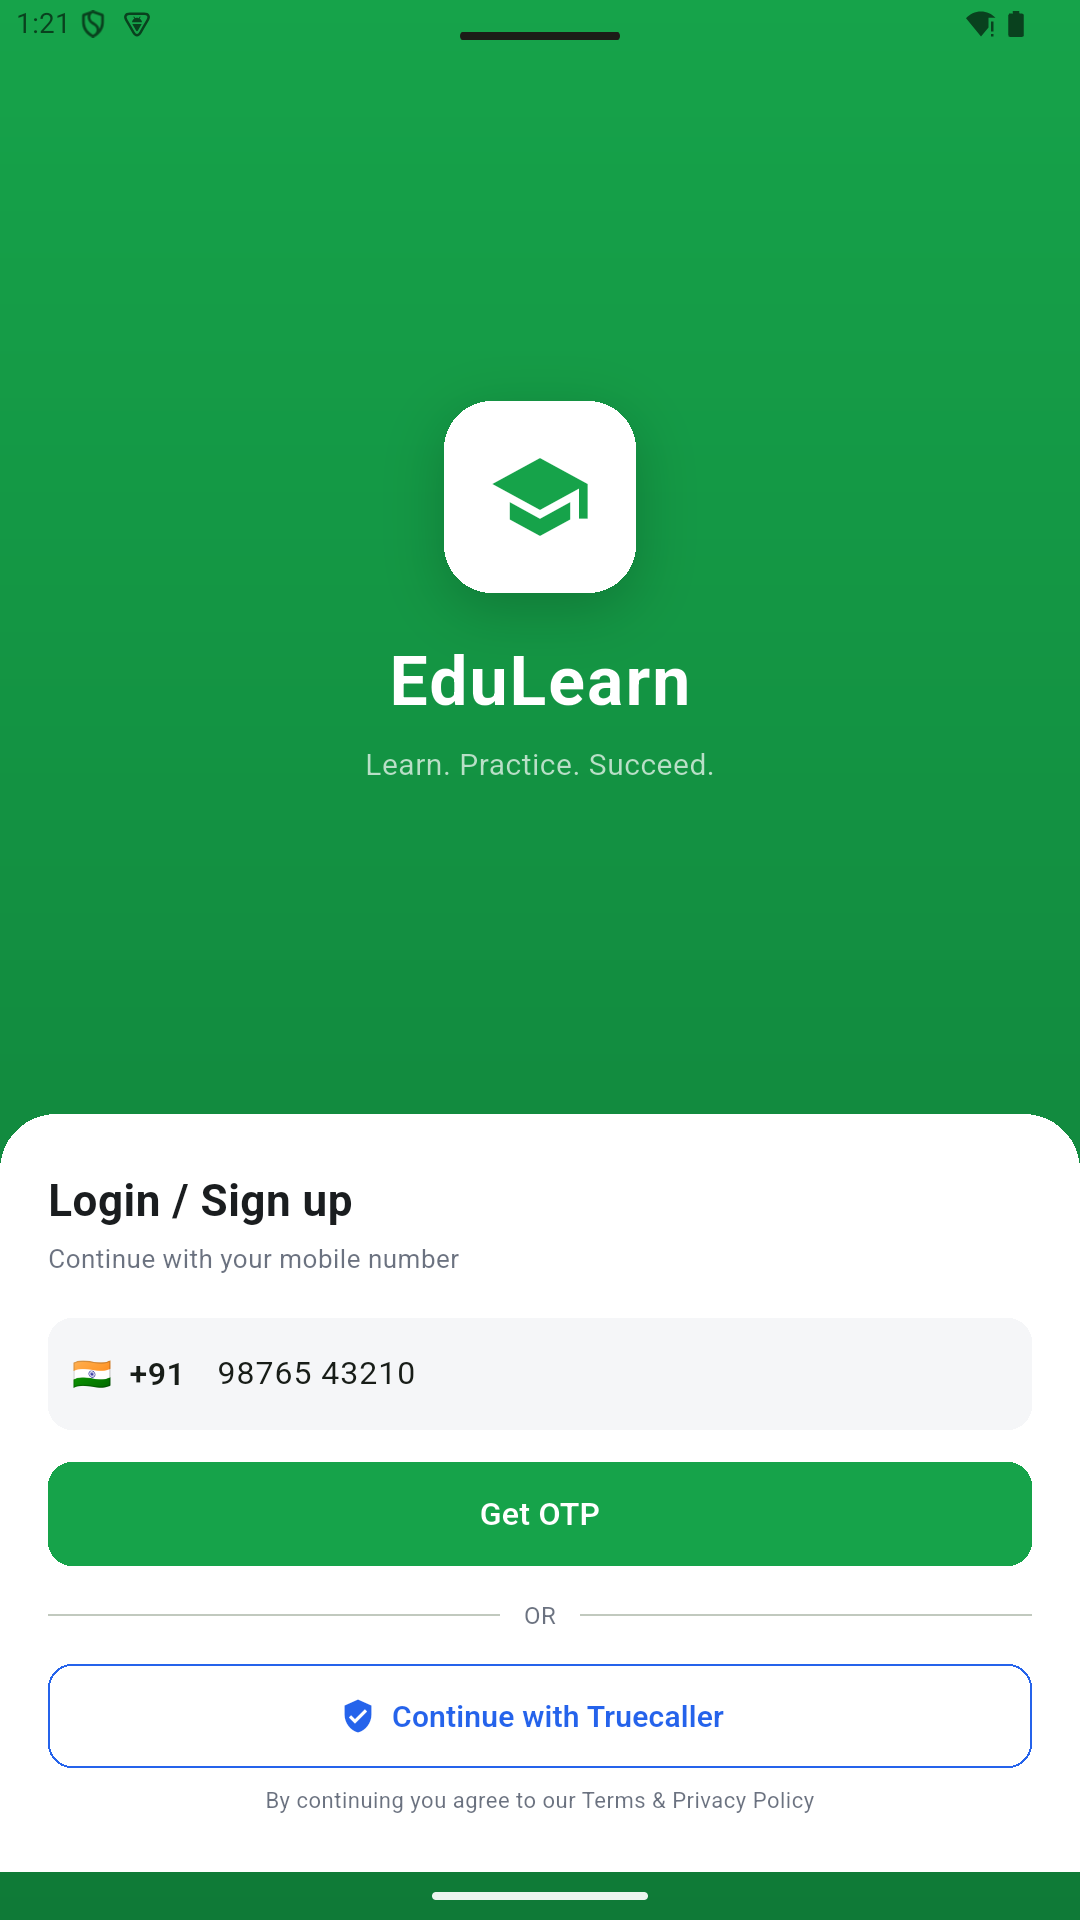 1:21
EduLearn
Learn. Practice. Succeed.
Login / Sign up
Continue with your mobile number
🇮🇳 +91 98765 43210
Get OTP
OR
Continue with Truecaller
By continuing you agree to our Terms & Privacy Policy